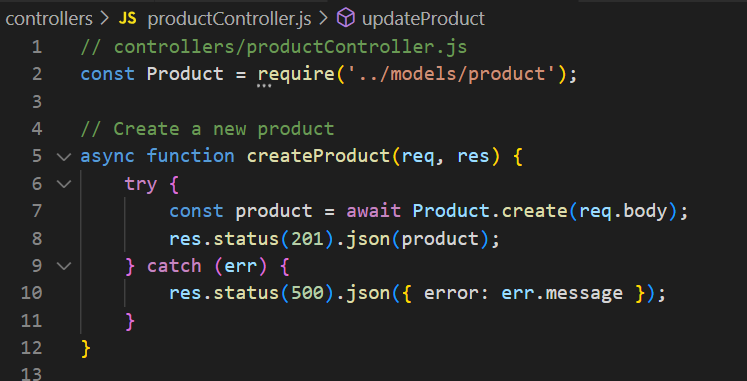 controllers > JS productController.js > updateProduct
1 // controllers/productController.js
2 const Product = require('../models/product');
3
4 // Create a new product
5 async function createProduct(req, res) {
6     try {
7         const product = await Product.create(req.body);
8         res.status(201).json(product);
9     } catch (err) {
10         res.status(500).json({ error: err.message });
11     }
12 }
13